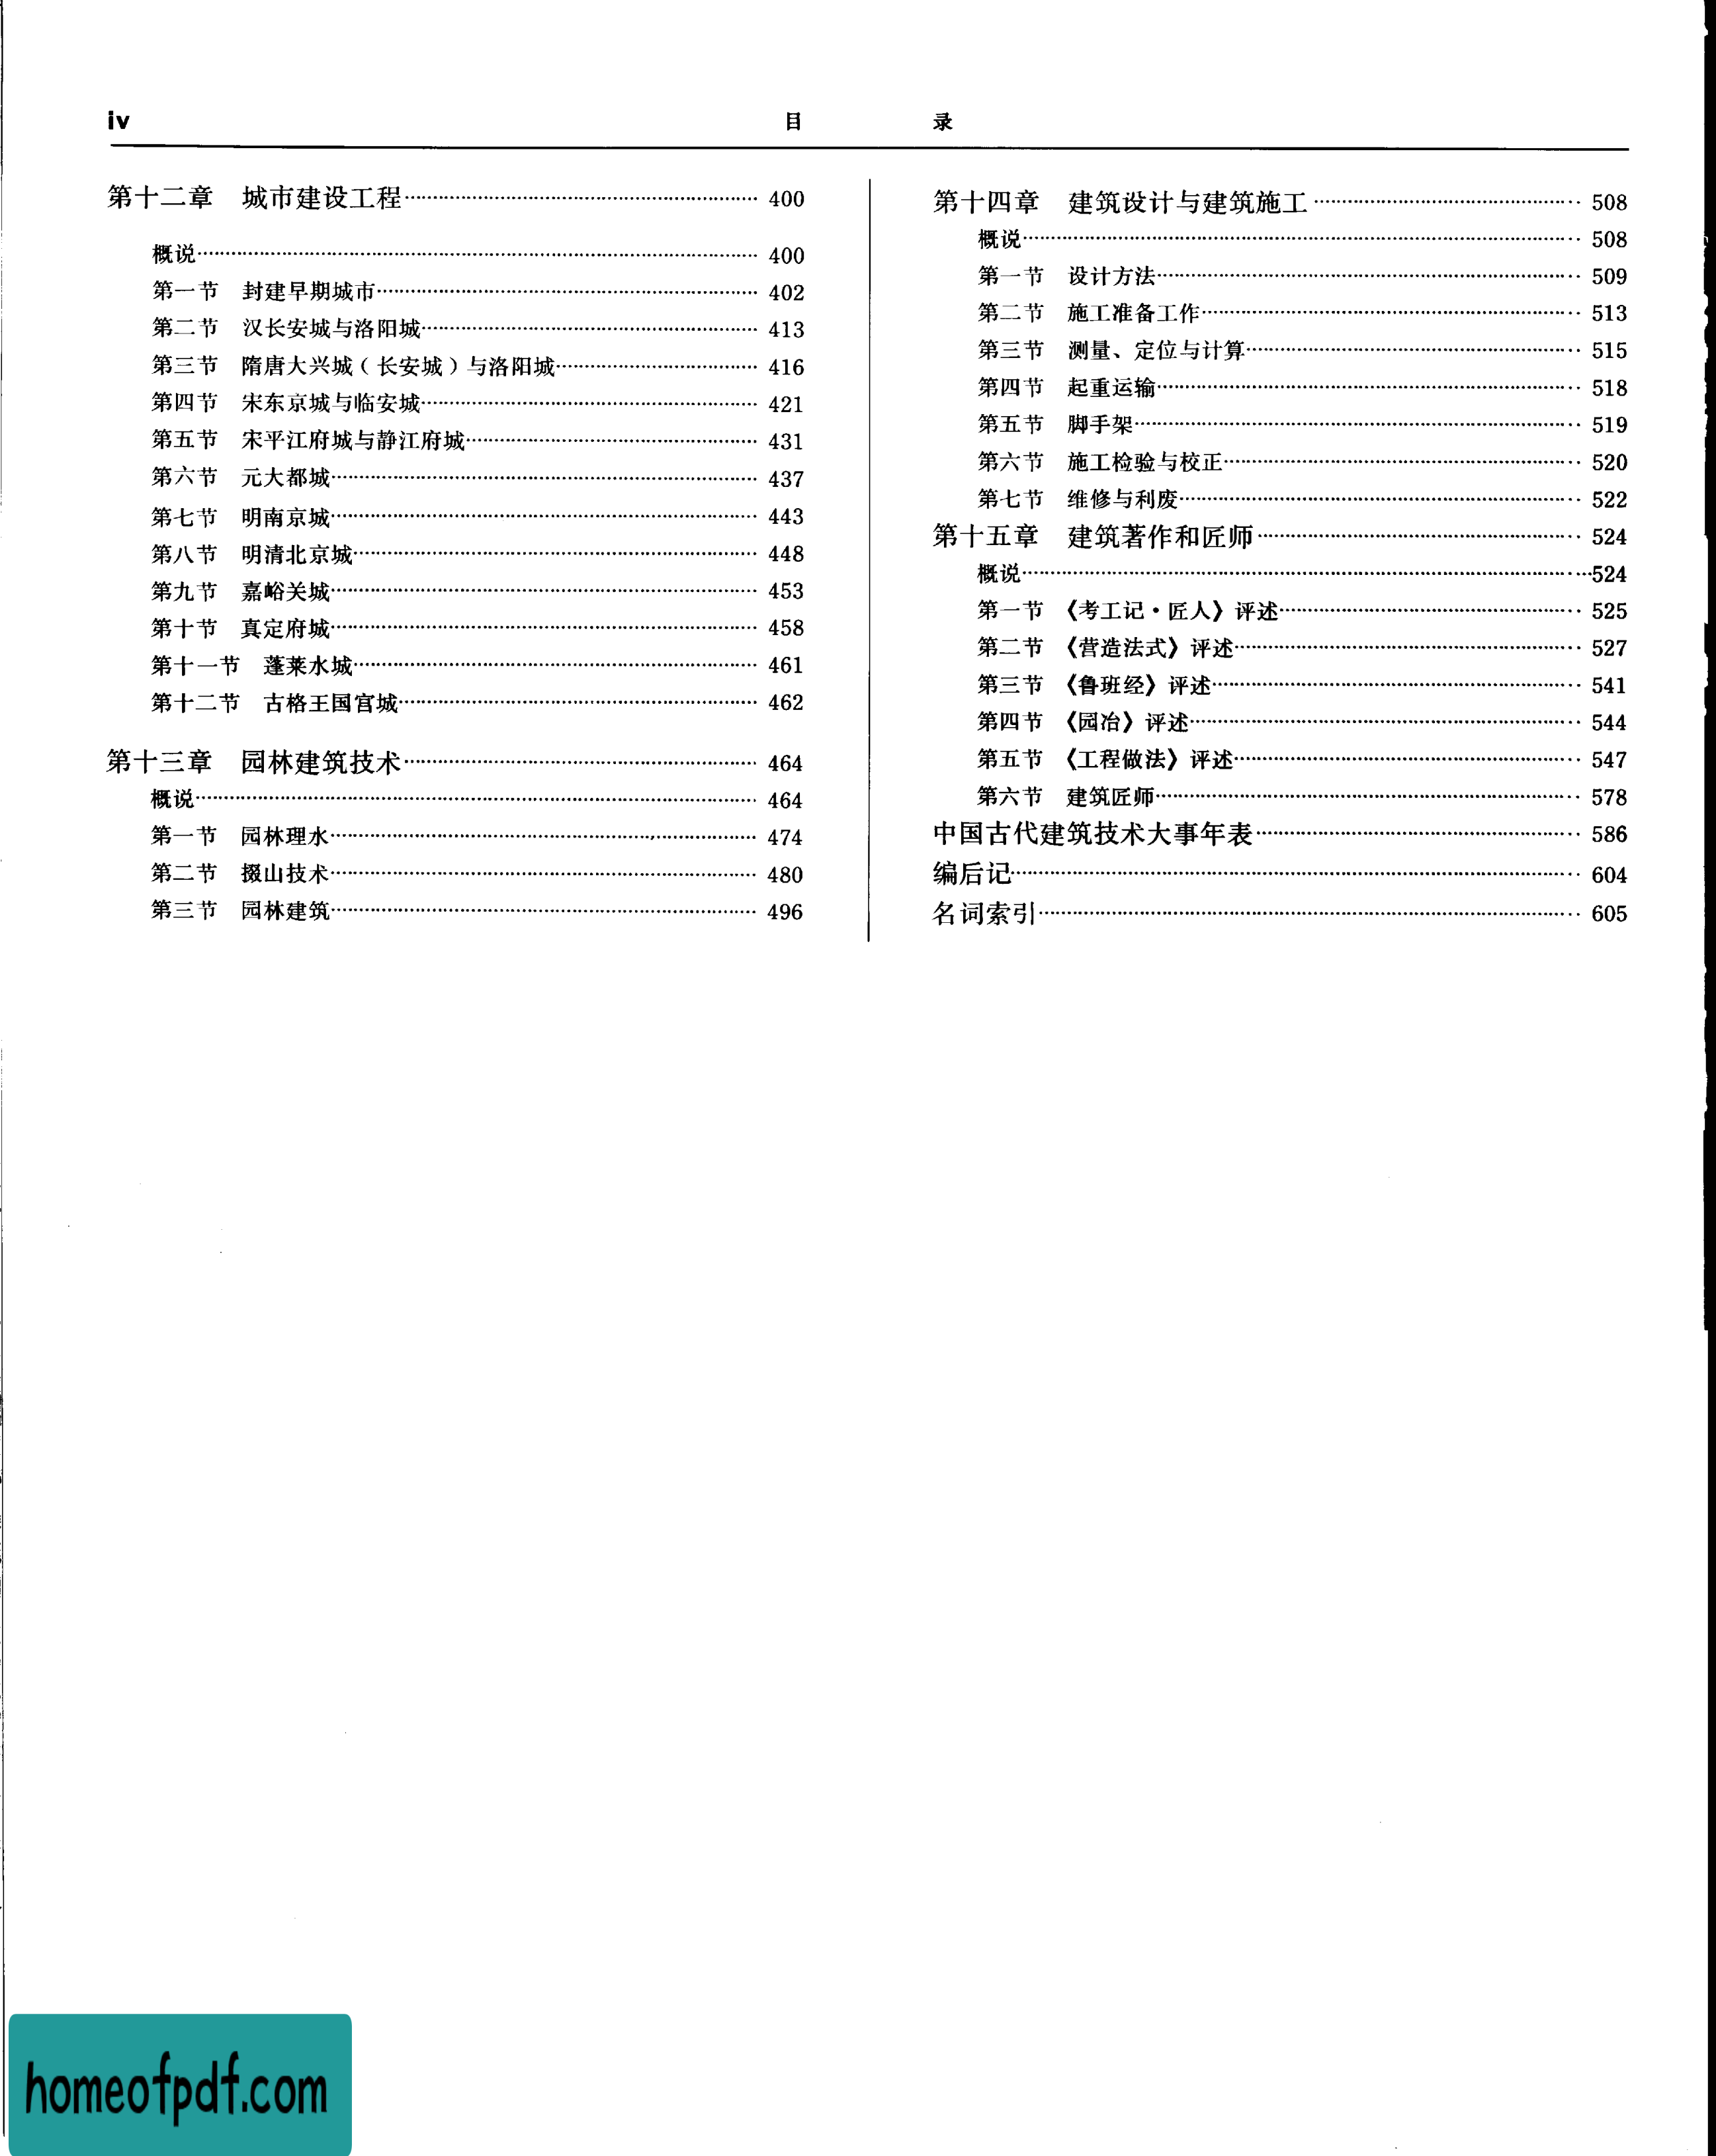 iv
目 录
第十二章 城市建设工程 400
概说 400
第一节 封建早期城市 402
第二节 汉长安城与洛阳城 413
第三节 隋唐大兴城（长安城）与洛阳城 416
第四节 宋东京城与临安城 421
第五节 宋平江府城与静江府城 431
第六节 元大都城 437
第七节 明南京城 443
第八节 明清北京城 448
第九节 嘉峪关城 453
第十节 真定府城 458
第十一节 蓬莱水城 461
第十二节 古格王国宫城 462
第十三章 园林建筑技术 464
概说 464
第一节 园林理水 474
第二节 掇山技术 480
第三节 园林建筑 496
第十四章 建筑设计与建筑施工 508
概说 508
第一节 设计方法 509
第二节 施工准备工作 513
第三节 测量、定位与计算 515
第四节 起重运输 518
第五节 脚手架 519
第六节 施工检验与校正 520
第七节 维修与利废 522
第十五章 建筑著作和匠师 524
概说 524
第一节 《考工记·匠人》评述 525
第二节 《营造法式》评述 527
第三节 《鲁班经》评述 541
第四节 《园冶》评述 544
第五节 《工程做法》评述 547
第六节 建筑匠师 578
中国古代建筑技术大事年表 586
编后记 604
名词索引 605
homeofpdf.com